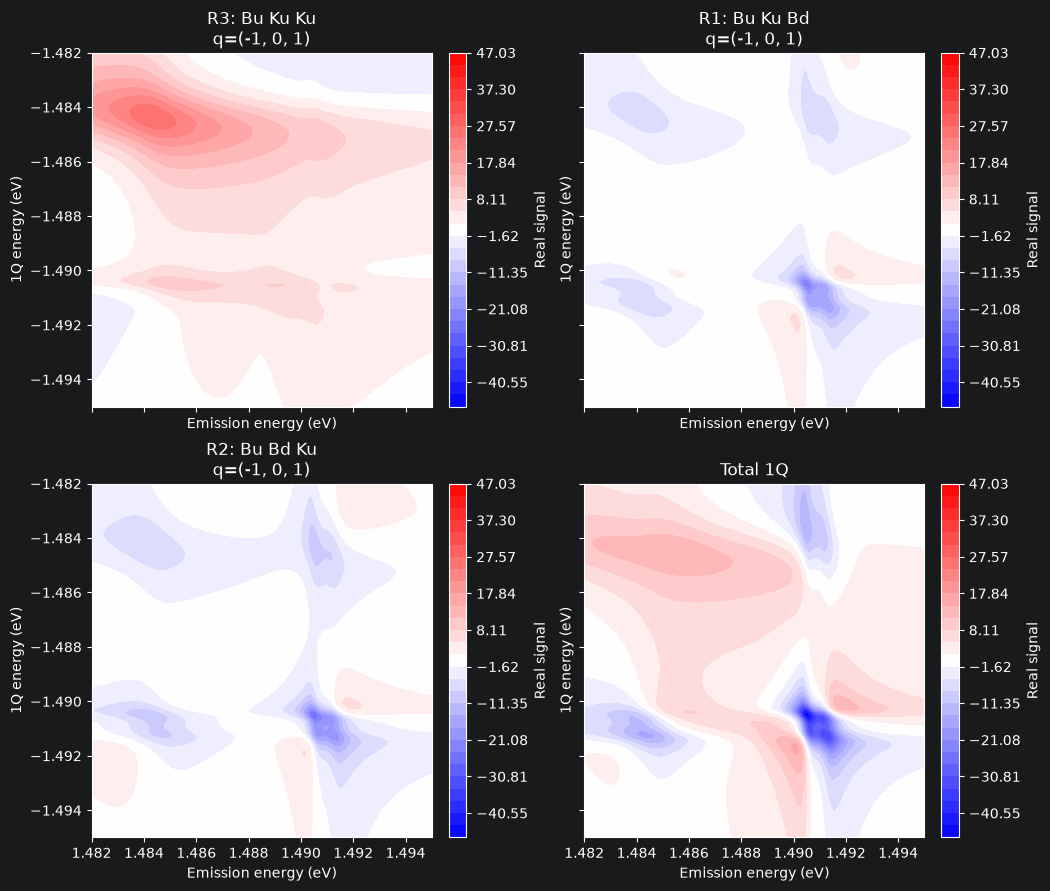 R3: Bu Ku Ku
q=(-1, 0, 1)
−1.482
−1.484
−1.486
−1.488
−1.490
−1.492
−1.494
1Q energy (eV)
Emission energy (eV)
47.03
37.30
27.57
17.84
8.11
−1.62
−11.35
−21.08
−30.81
−40.55
Real signal
R1: Bu Ku Bd
q=(-1, 0, 1)
1Q energy (eV)
Emission energy (eV)
47.03
37.30
27.57
17.84
8.11
−1.62
−11.35
−21.08
−30.81
−40.55
Real signal
R2: Bu Bd Ku
q=(-1, 0, 1)
−1.482
−1.484
−1.486
−1.488
−1.490
−1.492
−1.494
1Q energy (eV)
1.482 1.484 1.486 1.488 1.490 1.492 1.494
Emission energy (eV)
47.03
37.30
27.57
17.84
8.11
−1.62
−11.35
−21.08
−30.81
−40.55
Real signal
Total 1Q
1Q energy (eV)
1.482 1.484 1.486 1.488 1.490 1.492 1.494
Emission energy (eV)
47.03
37.30
27.57
17.84
8.11
−1.62
−11.35
−21.08
−30.81
−40.55
Real signal